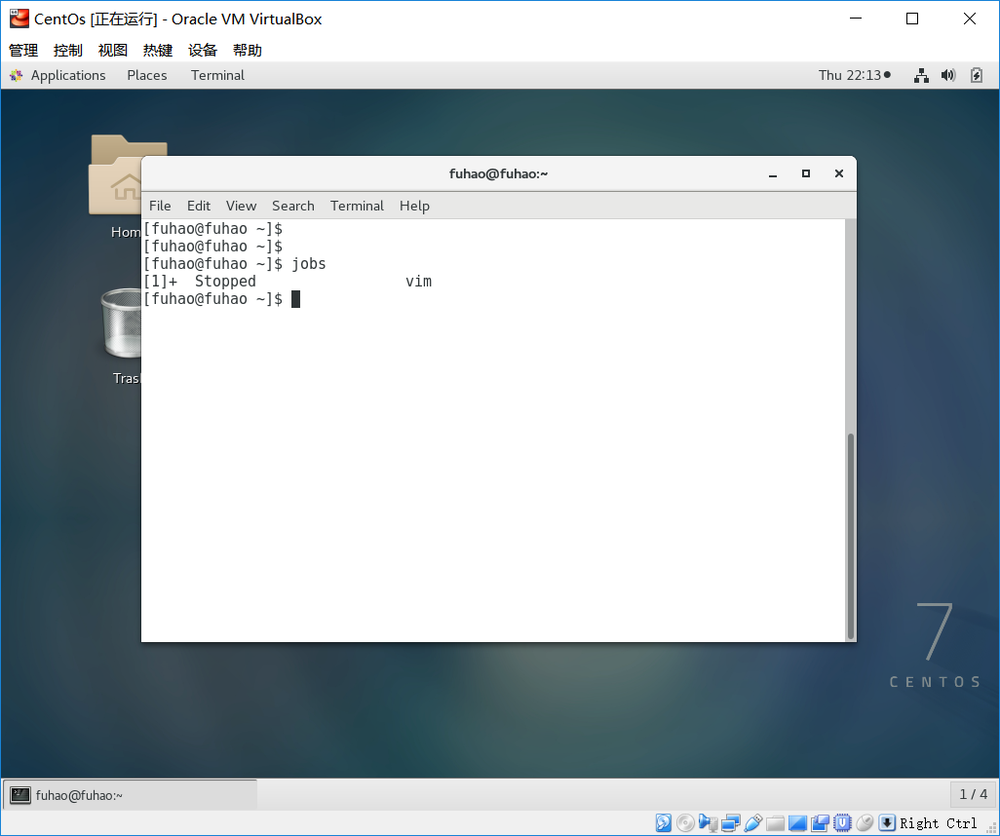 CentOs [正在运行] - Oracle VM VirtualBox
管理 控制 视图 热键 设备 帮助
Applications Places Terminal Thu 22:13
fuhao@fuhao:~
File Edit View Search Terminal Help
Hom
[fuhao@fuhao ~]$
[fuhao@fuhao ~]$
[fuhao@fuhao ~]$ jobs
[1]+  Stopped                 vim
[fuhao@fuhao ~]$
Tras
7
CENTOS
fuhao@fuhao:~
1 / 4
Right Ctrl